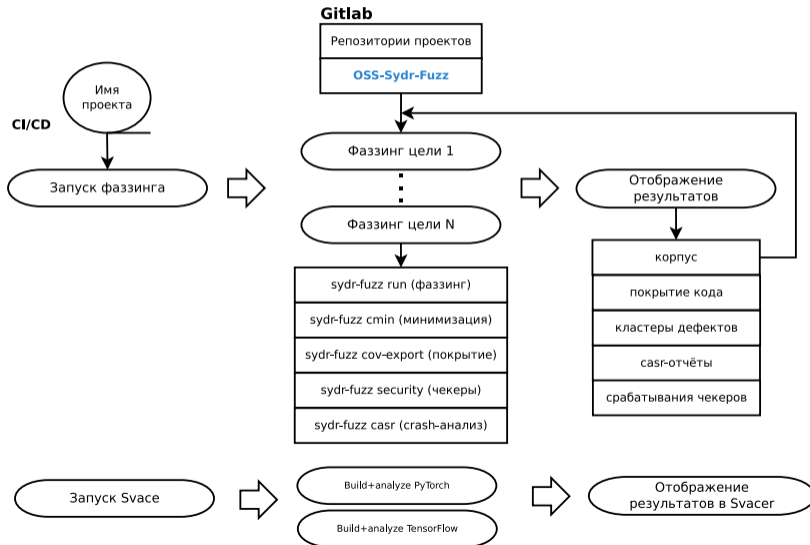 Gitlab
Репозитории проектов
OSS-Sydr-Fuzz
Имя
проекта
CI/CD
Запуск фаззинга
Фаззинг цели 1
Фаззинг цели N
sydr-fuzz run (фаззинг)
sydr-fuzz cmin (минимизация)
sydr-fuzz cov-export (покрытие)
sydr-fuzz security (чекеры)
sydr-fuzz casr (crash-анализ)
Отображение
результатов
корпус
покрытие кода
кластеры дефектов
casr-отчёты
срабатывания чекеров
Запуск Svace
Build+analyze PyTorch
Build+analyze TensorFlow
Отображение
результатов в Svacer